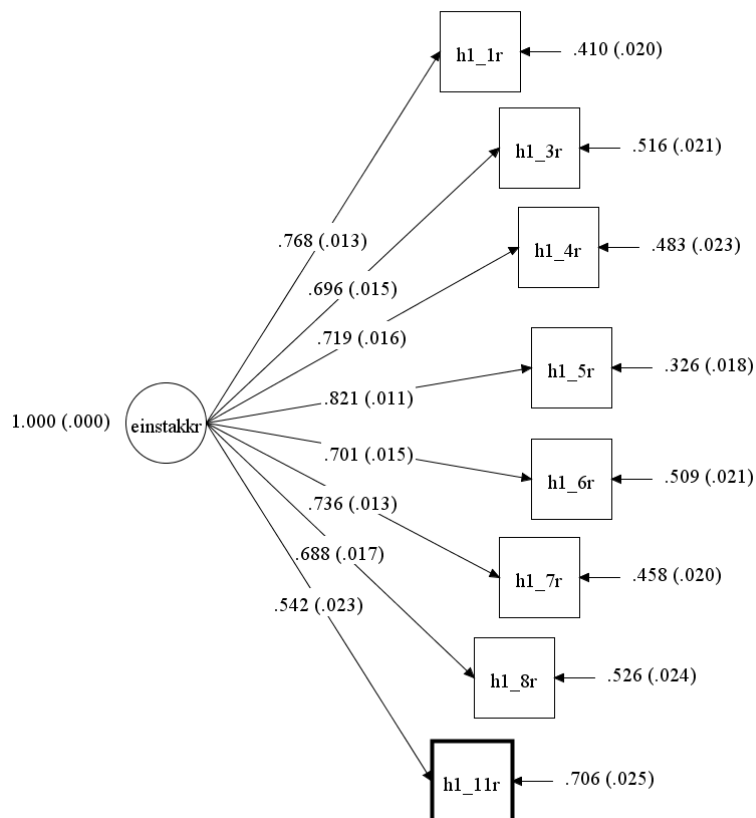 h1_1r
.410 (.020)
h1_3r
.516 (.021)
.768 (.013)
h1_4r
.483 (.023)
.696 (.015)
.719 (.016)
h1_5r
.326 (.018)
.821 (.011)
1.000 (.000)
einstakkr
.701 (.015)
h1_6r
.509 (.021)
.736 (.013)
.688 (.017)
h1_7r
.458 (.020)
.542 (.023)
h1_8r
.526 (.024)
h1_11r
.706 (.025)